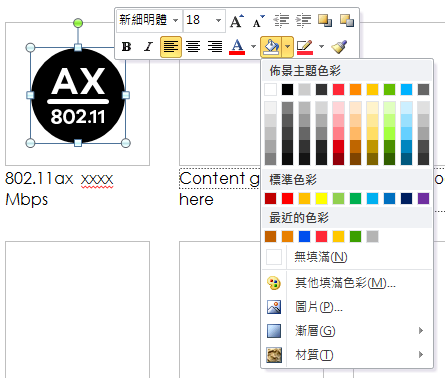 新細明體 18 A A
B I A
佈景主題色彩
AX
802.11
802.11ax xxxx
Mbps
Content g
here
標準色彩
最近的色彩
無填滿(N)
其他填滿色彩(M)...
圖片(P)...
漸層(G)
材質(T)